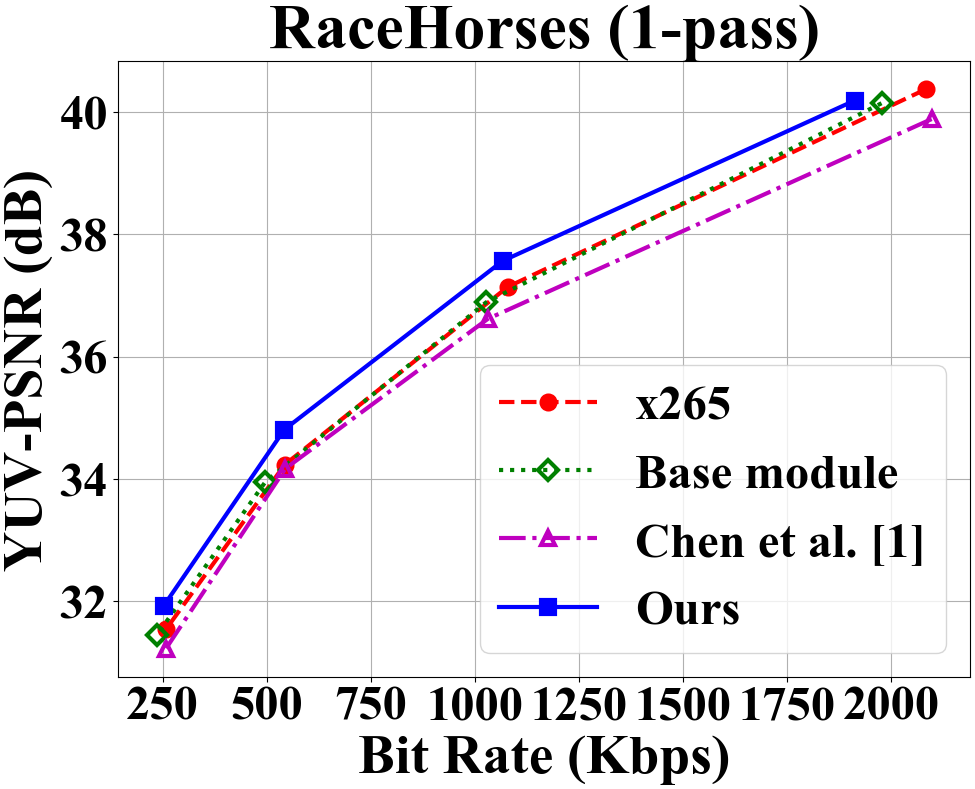 RaceHorses (1-pass)
YUV-PSNR (dB)
40
38
36
34
32
x265
Base module
Chen et al. [1]
Ours
250 500 750 1000 1250 1500 1750 2000
Bit Rate (Kbps)